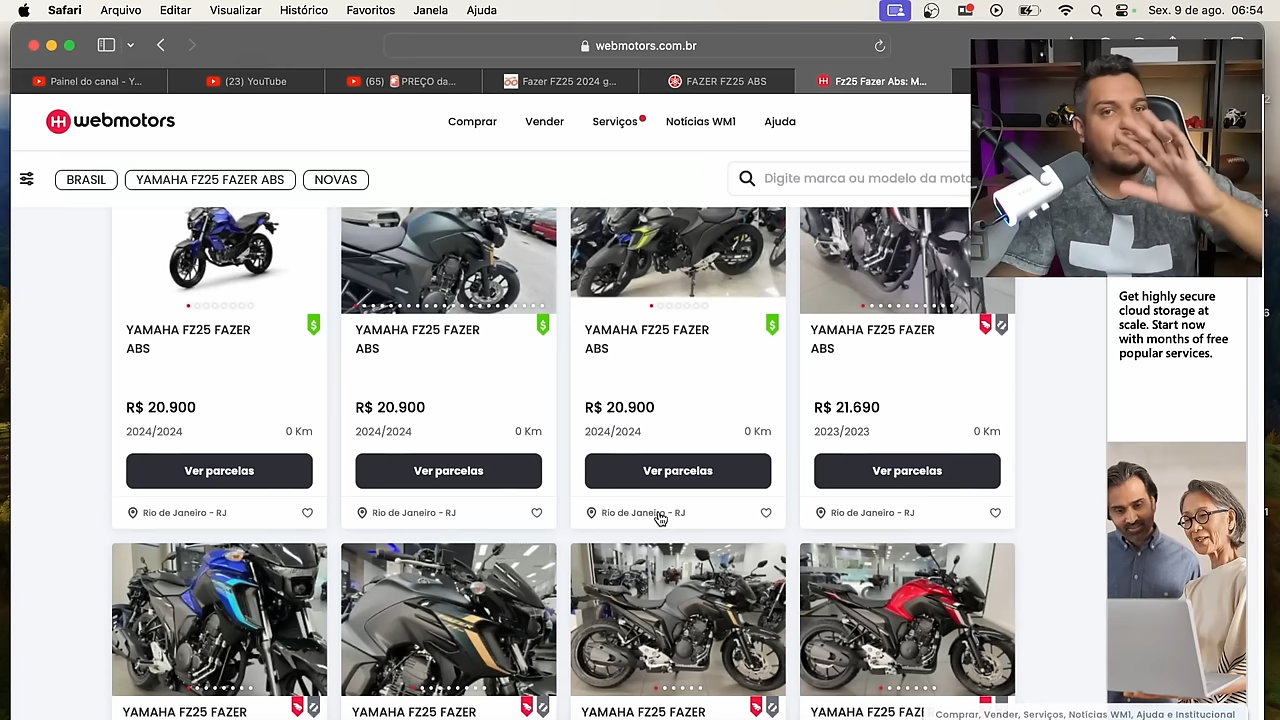 Safari Arquivo Editar Visualizar Histórico Favoritos Janela Ajuda Sex. 9 de ago. 06:54
webmotors.com.br
Painel do canal - Y...
(23) YouTube
(65) PREÇO da...
Fazer FZ25 2024 g...
FAZER FZ25 ABS
Fz25 Fazer Abs: M...
webmotors
Comprar Vender Serviços Notícias WM1 Ajuda
BRASIL YAMAHA FZ25 FAZER ABS NOVAS
Digite marca ou modelo da moto
YAMAHA FZ25 FAZER
ABS
R$ 20.900
2024/2024 0 Km
Ver parcelas
Rio de Janeiro - RJ
YAMAHA FZ25 FAZER
ABS
R$ 20.900
2024/2024 0 Km
Ver parcelas
Rio de Janeiro - RJ
YAMAHA FZ25 FAZER
ABS
R$ 20.900
2024/2024 0 Km
Ver parcelas
Rio de Janeiro - RJ
YAMAHA FZ25 FAZER
ABS
R$ 21.690
2023/2023 0 Km
Ver parcelas
Rio de Janeiro - RJ
Get highly secure
cloud storage at
scale. Start now
with months of free
popular services.
YAMAHA FZ25 FAZER
YAMAHA FZ25 FAZER
YAMAHA FZ25 FAZER
YAMAHA FZ25 FAZER
Comprar, Vender, Serviços, Notícias WM1, Ajuda e Institucional